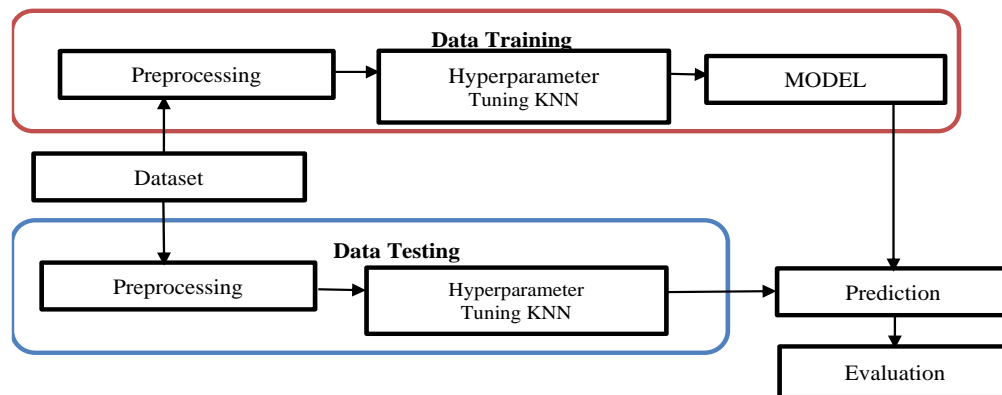 Data Training
Preprocessing
Hyperparameter
Tuning KNN
MODEL
Dataset
Data Testing
Preprocessing
Hyperparameter
Tuning KNN
Prediction
Evaluation